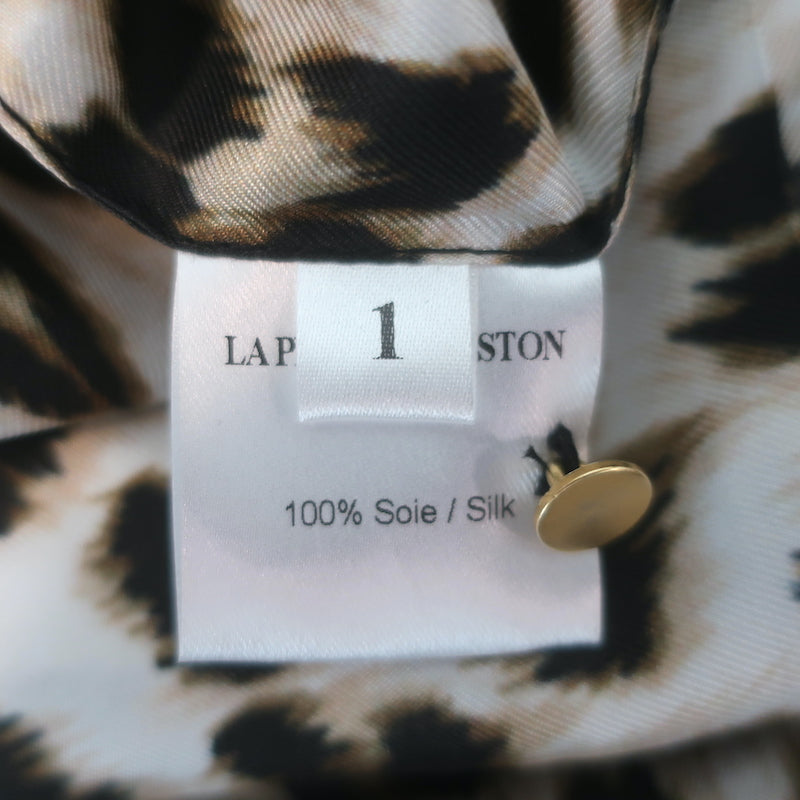 1
LAP STON
100% Soie / Silk